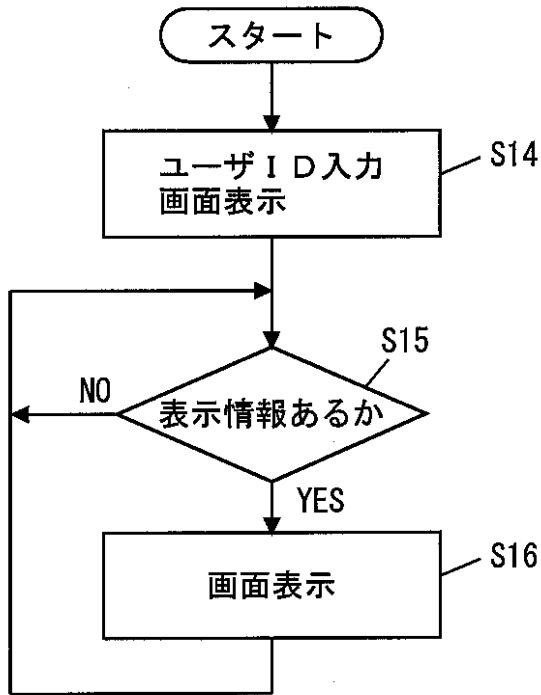 スタート
ユーザＩＤ入力
画面表示
S14
S15
表示情報あるか
NO
YES
画面表示
S16